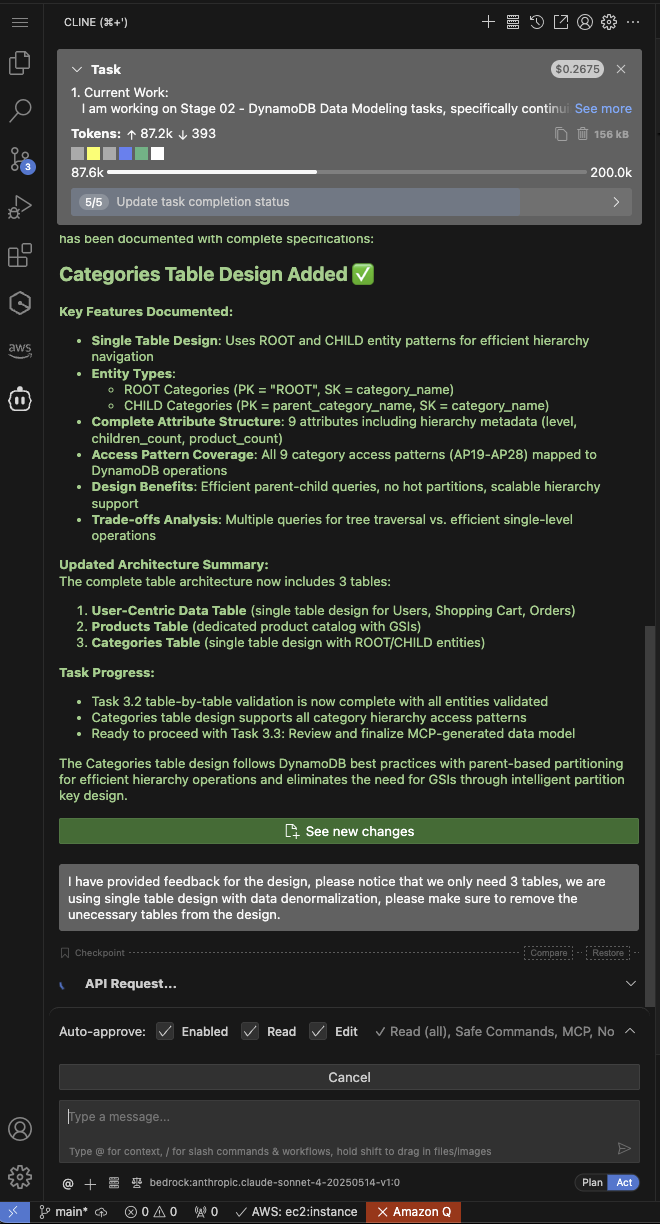 CLINE (⌘+')
Task
$0.2675
1. Current Work:
I am working on Stage 02 - DynamoDB Data Modeling tasks, specifically continui See more
Tokens: ↑ 87.2k ↓ 393
156 kB
87.6k 200.0k
5/5 Update task completion status
has been documented with complete specifications:
Categories Table Design Added ✅
Key Features Documented:
• Single Table Design: Uses ROOT and CHILD entity patterns for efficient hierarchy
navigation
• Entity Types:
◦ ROOT Categories (PK = "ROOT", SK = category_name)
◦ CHILD Categories (PK = parent_category_name, SK = category_name)
• Complete Attribute Structure: 9 attributes including hierarchy metadata (level,
children_count, product_count)
• Access Pattern Coverage: All 9 category access patterns (AP19-AP28) mapped to
DynamoDB operations
• Design Benefits: Efficient parent-child queries, no hot partitions, scalable hierarchy
support
• Trade-offs Analysis: Multiple queries for tree traversal vs. efficient single-level
operations
Updated Architecture Summary:
The complete table architecture now includes 3 tables:
1. User-Centric Data Table (single table design for Users, Shopping Cart, Orders)
2. Products Table (dedicated product catalog with GSIs)
3. Categories Table (single table design with ROOT/CHILD entities)
Task Progress:
• Task 3.2 table-by-table validation is now complete with all entities validated
• Categories table design supports all category hierarchy access patterns
• Ready to proceed with Task 3.3: Review and finalize MCP-generated data model
The Categories table design follows DynamoDB best practices with parent-based partitioning
for efficient hierarchy operations and eliminates the need for GSIs through intelligent partition
key design.
See new changes
I have provided feedback for the design, please notice that we only need 3 tables, we are
using single table design with data denormalization, please make sure to remove the
unecessary tables from the design.
Checkpoint Compare Restore
API Request...
Auto-approve: Enabled Read Edit ✓ Read (all), Safe Commands, MCP, No
Cancel
Type a message...
Type @ for context, / for slash commands & workflows, hold shift to drag in files/images
@ + bedrock:anthropic.claude-sonnet-4-20250514-v1:0 Plan Act
3
aws
main* 0 0 0 AWS: ec2:instance Amazon Q